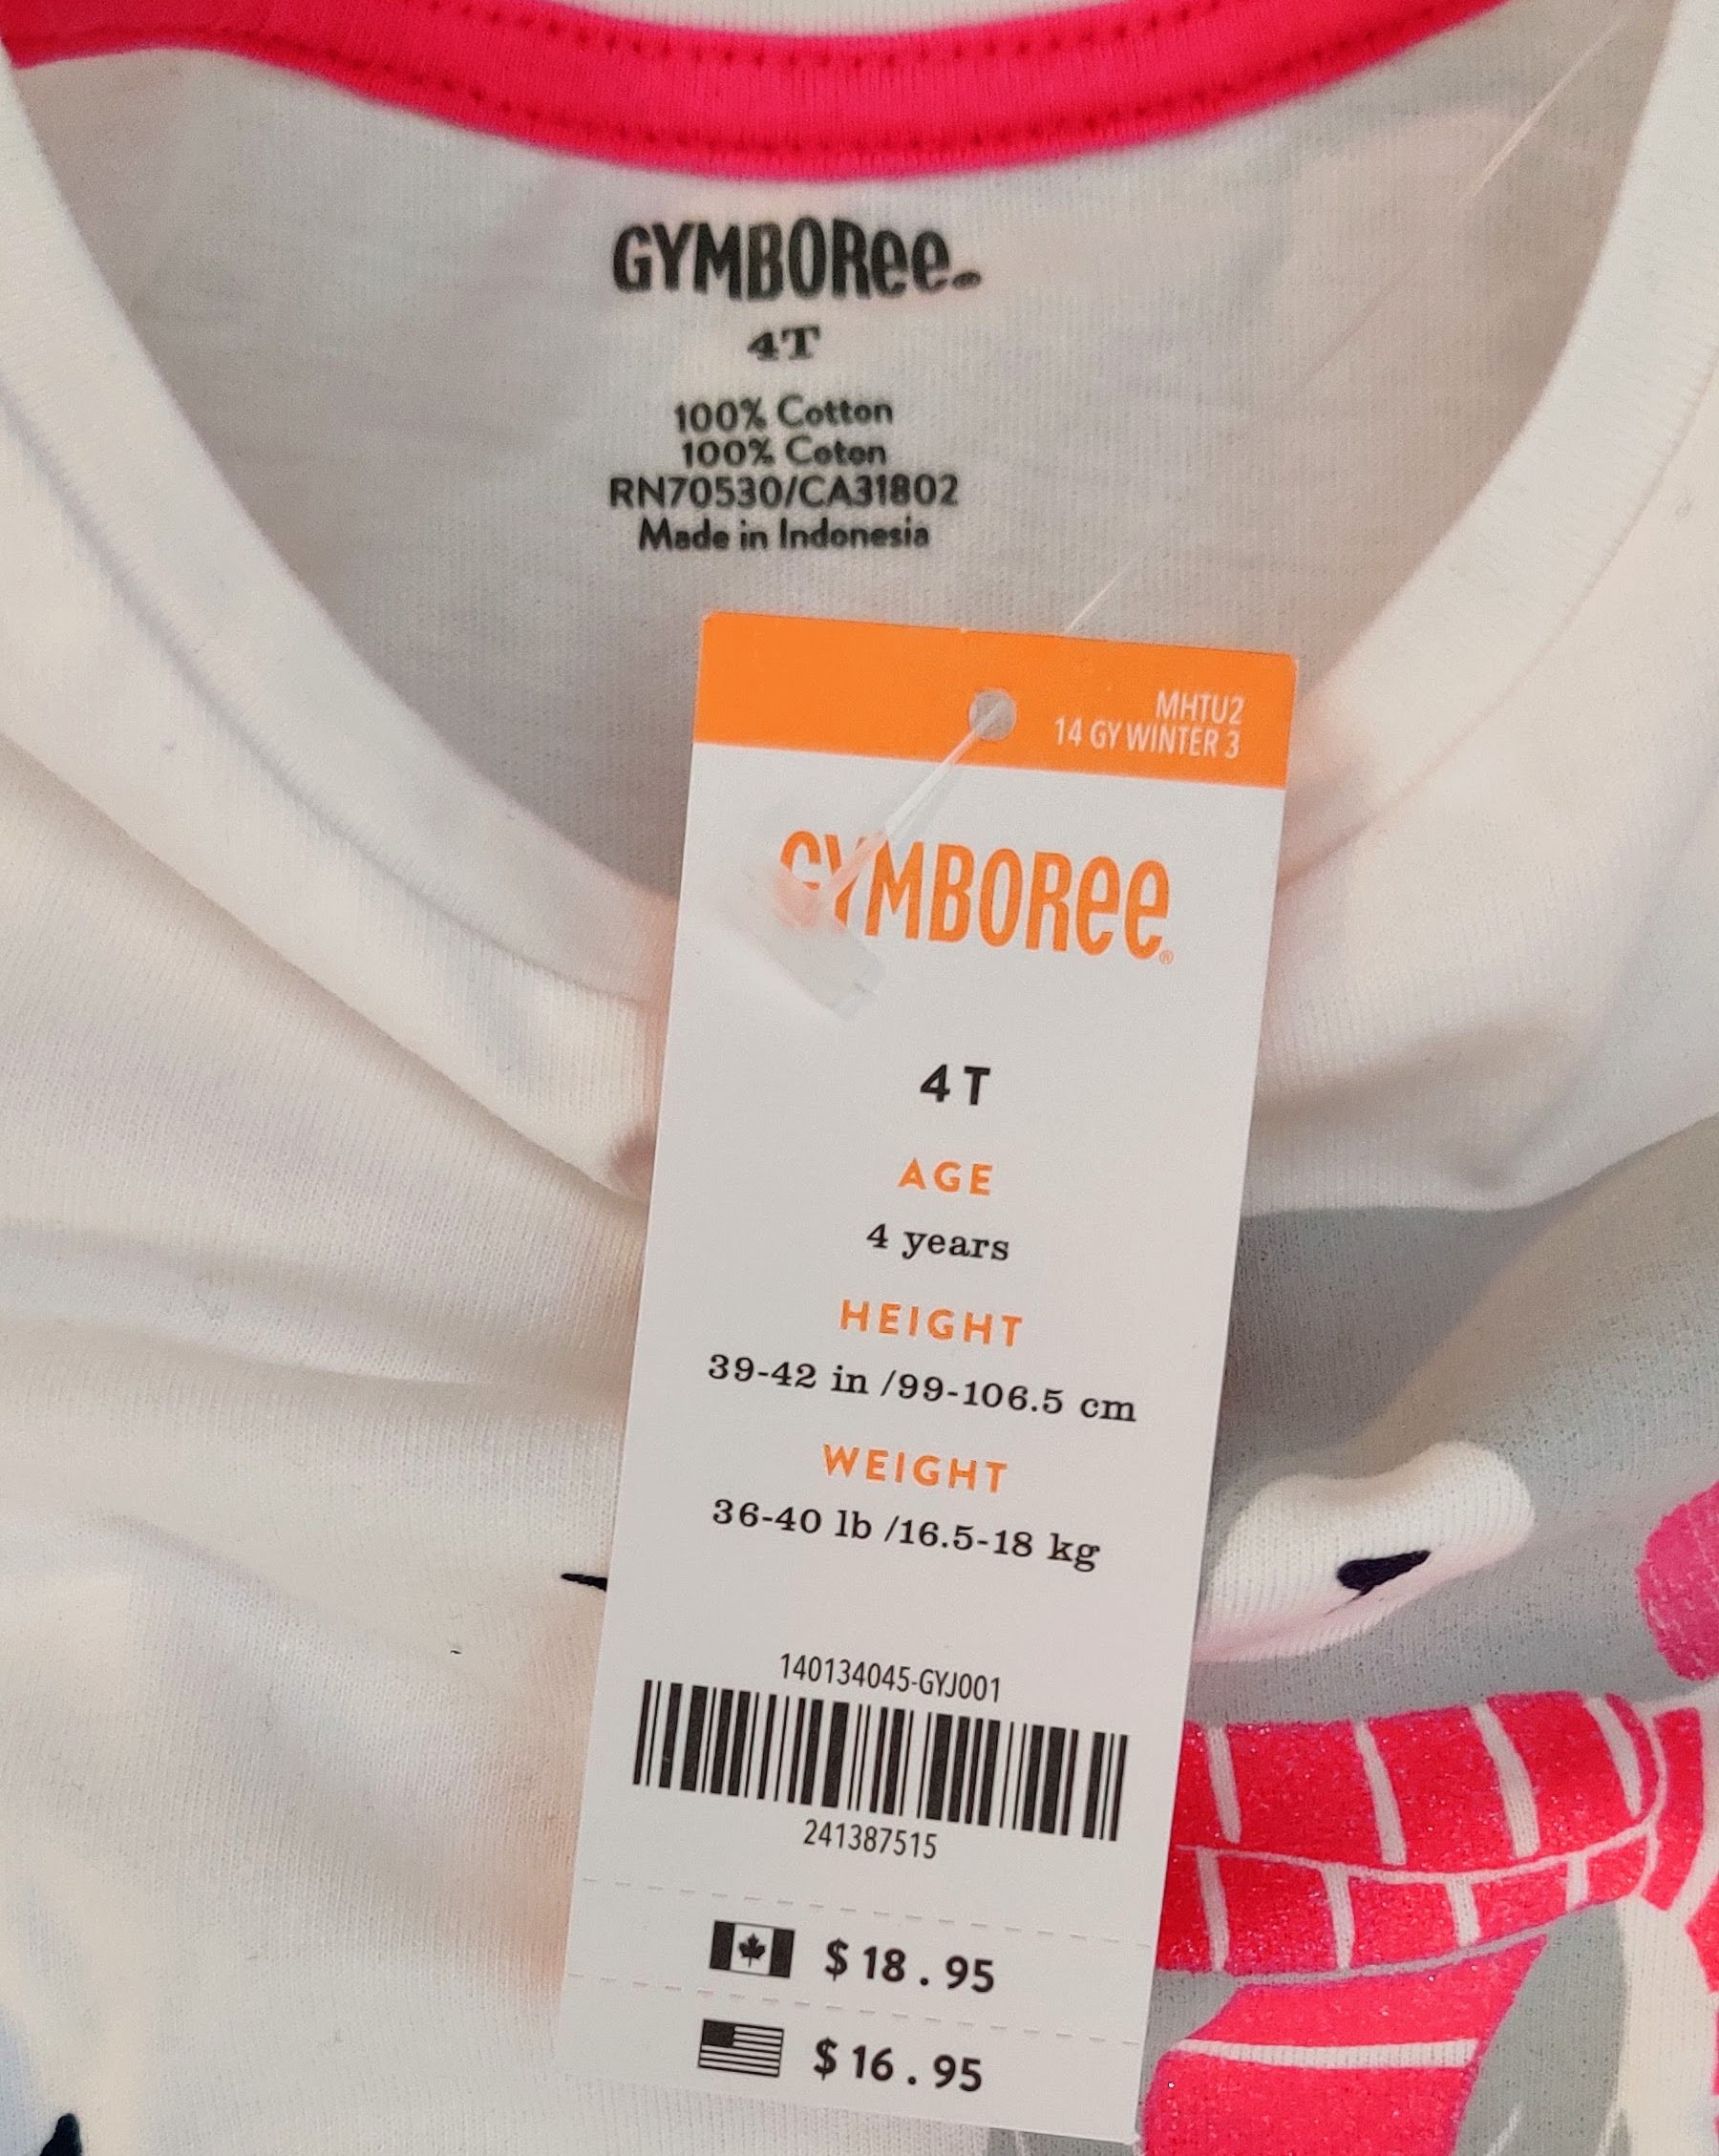 GYMBORee
4T
100% Cotton
100% Coton
RN70530/CA31802
Made in Indonesia
MHTU2
14 GY WINTER 3
GYMBORee®
4T
AGE
4 years
HEIGHT
39-42 in /99-106.5 cm
WEIGHT
36-40 lb /16.5-18 kg
140134045-GYJ001
241387515
$18.95
$16.95